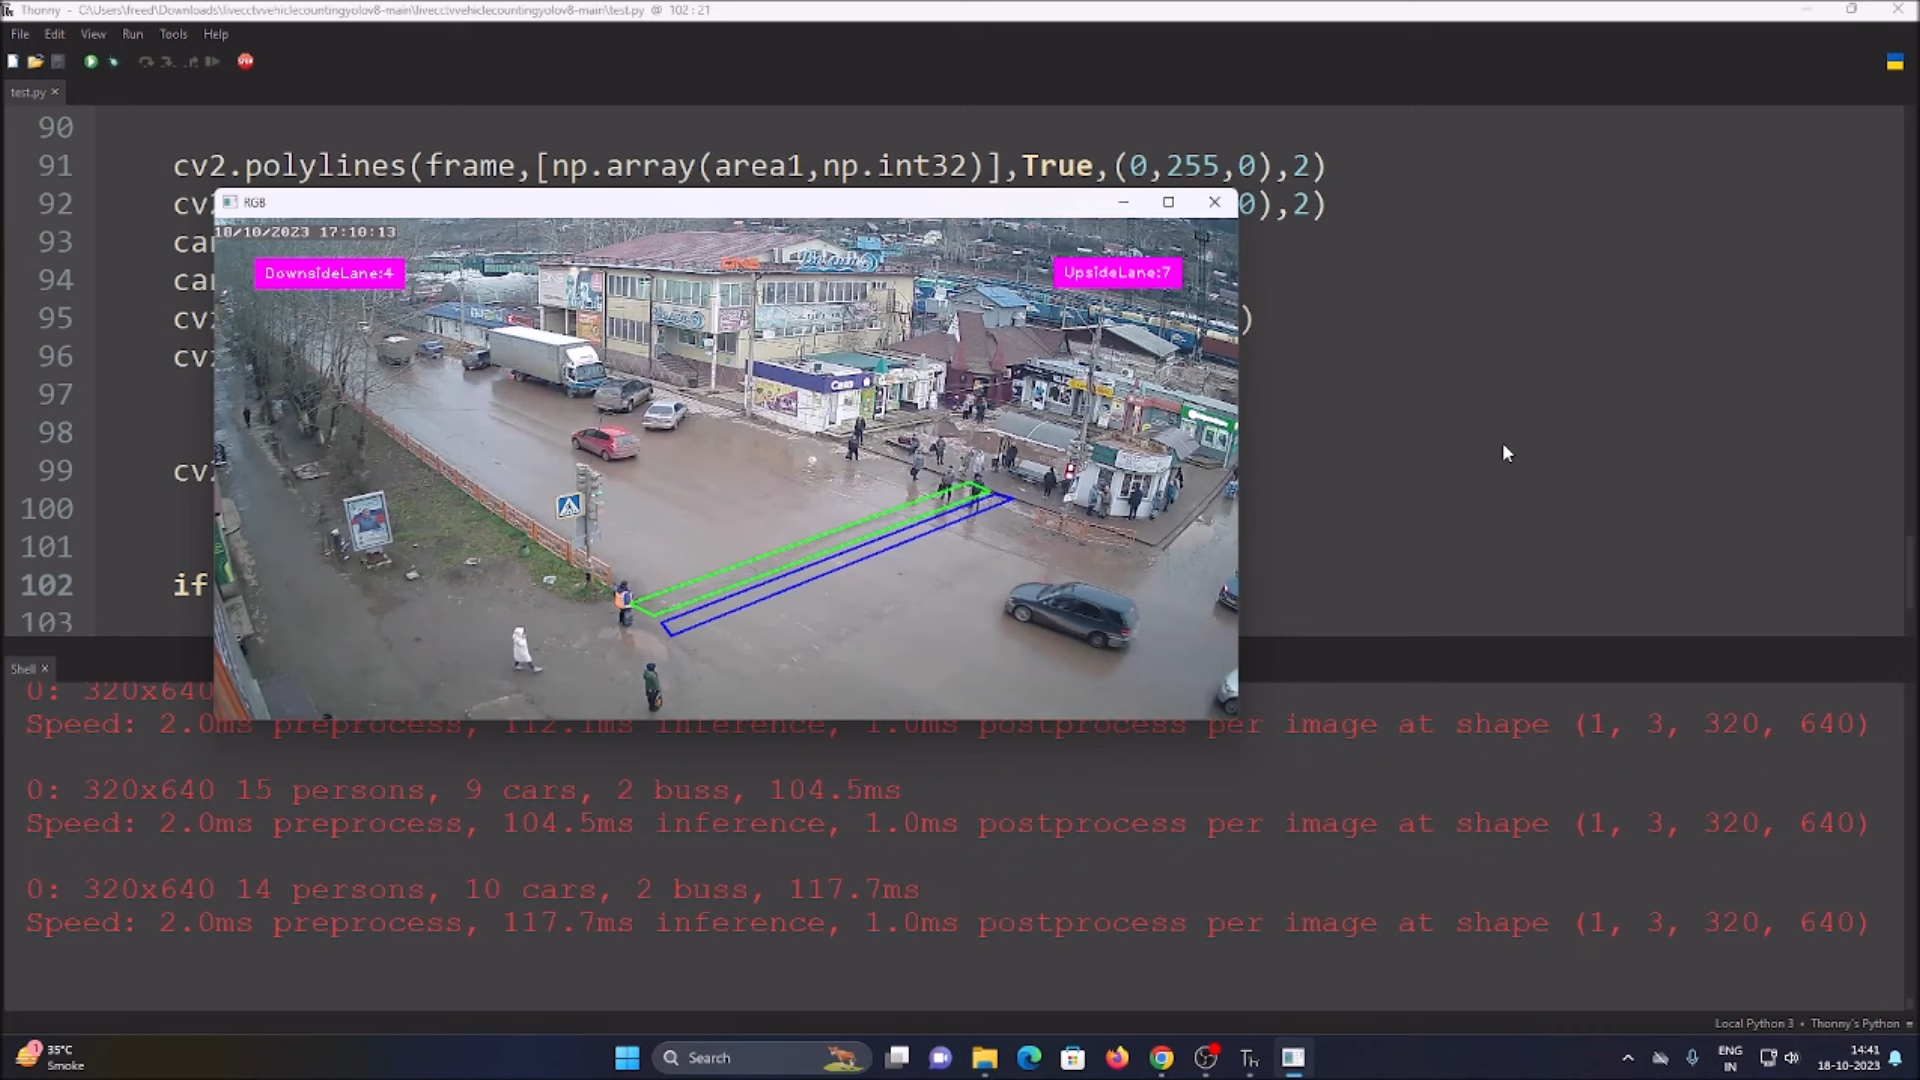 Thonny - C:\Users\freed\Downloads\livecctvvehiclecountingyolov8-main\livecctvvehiclecountingyolov8-main\test.py @ 102:21
File Edit View Run Tools Help
test.py ×
90
91 cv2.polylines(frame,[np.array(area1,np.int32)],True,(0,255,0),2)
92 cv 0),2)
93 ca
94 ca
95 cv )
96 cv
97
98
99 cv
100
101
102 if
103
RGB
18/10/2023 17:10:13
DownsideLane:4
UpsideLane:7
Shell ×
0: 320x640
Speed: 2.0ms preprocess, 112.1ms inference, 1.0ms postprocess per image at shape (1, 3, 320, 640)
0: 320x640 15 persons, 9 cars, 2 buss, 104.5ms
Speed: 2.0ms preprocess, 104.5ms inference, 1.0ms postprocess per image at shape (1, 3, 320, 640)
0: 320x640 14 persons, 10 cars, 2 buss, 117.7ms
Speed: 2.0ms preprocess, 117.7ms inference, 1.0ms postprocess per image at shape (1, 3, 320, 640)
Local Python 3 • Thonny's Python
1
35°C
Smoke
Search
ENG
IN
14:41
18-10-2023